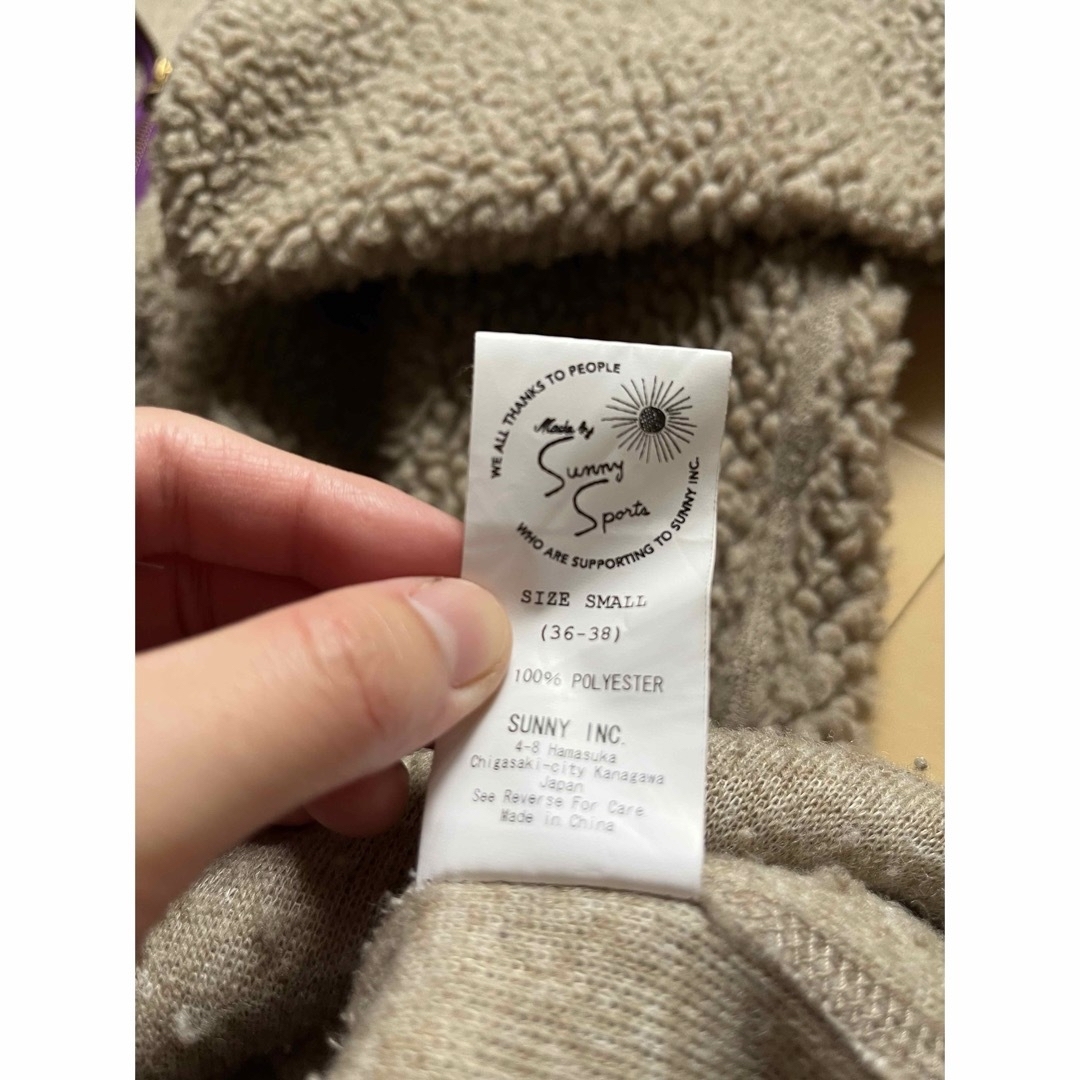 WE ALL THANKS TO PEOPLE
Made by
Sunny
Sports
WHO ARE SUPPORTING TO SUNNY INC.
SIZE SMALL
(36-38)
100% POLYESTER
SUNNY INC.
4-8 Hamasuka
Chigasaki-city Kanagawa
Japan
See Reverse For Care
Made in China